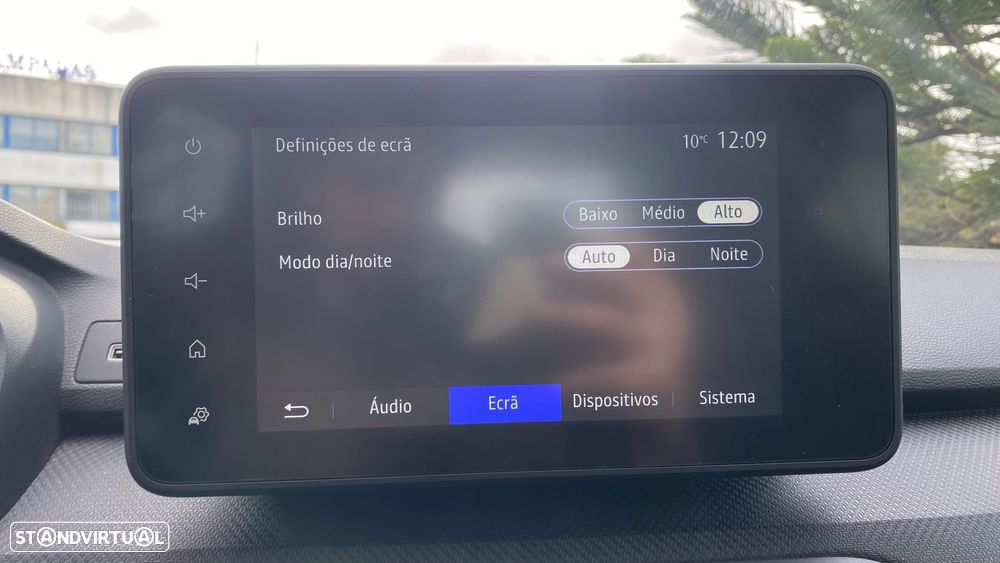 Definições de ecrã
10°C 12:09
Brilho
Baixo Médio Alto
Modo dia/noite
Auto Dia Noite
Áudio Ecrã Dispositivos Sistema
STANDVIRTUAL